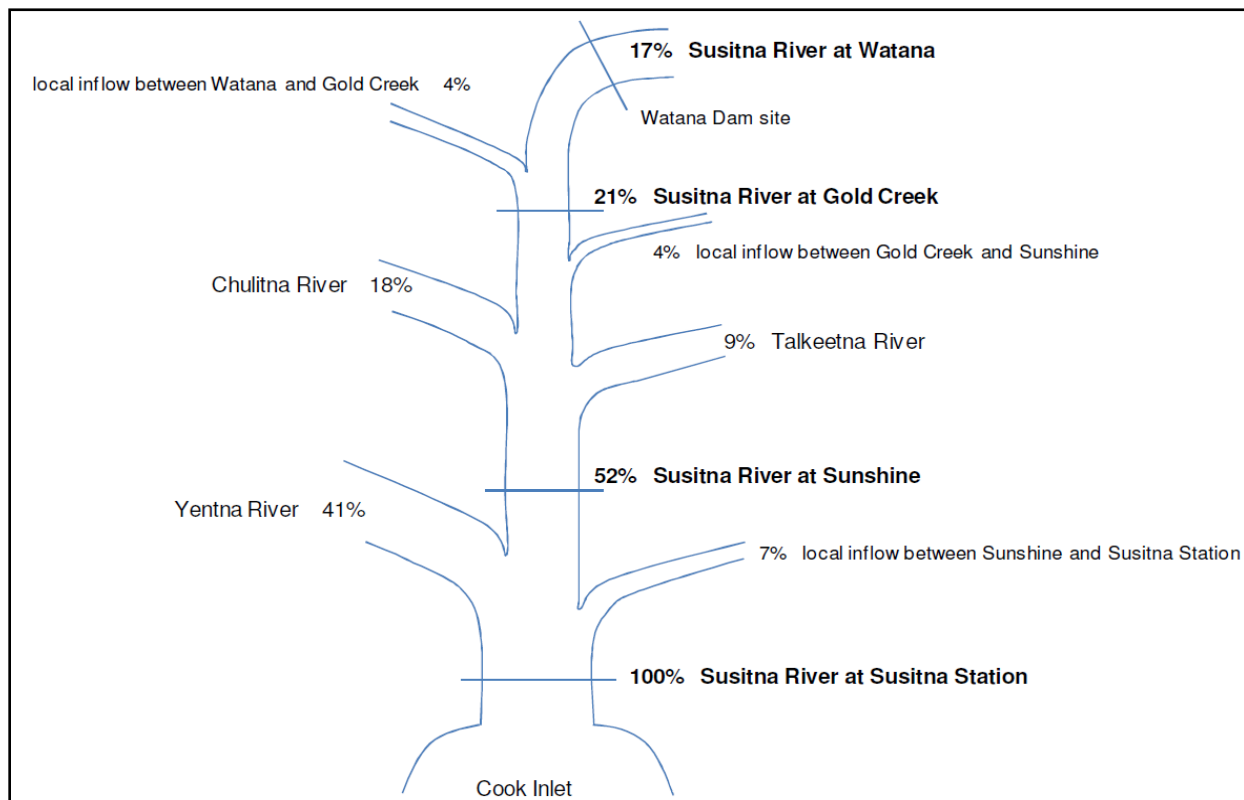 17% Susitna River at Watana
local inflow between Watana and Gold Creek 4%
Watana Dam site
21% Susitna River at Gold Creek
4% local inflow between Gold Creek and Sunshine
Chulitna River 18%
9% Talkeetna River
52% Susitna River at Sunshine
Yentna River 41%
7% local inflow between Sunshine and Susitna Station
100% Susitna River at Susitna Station
Cook Inlet